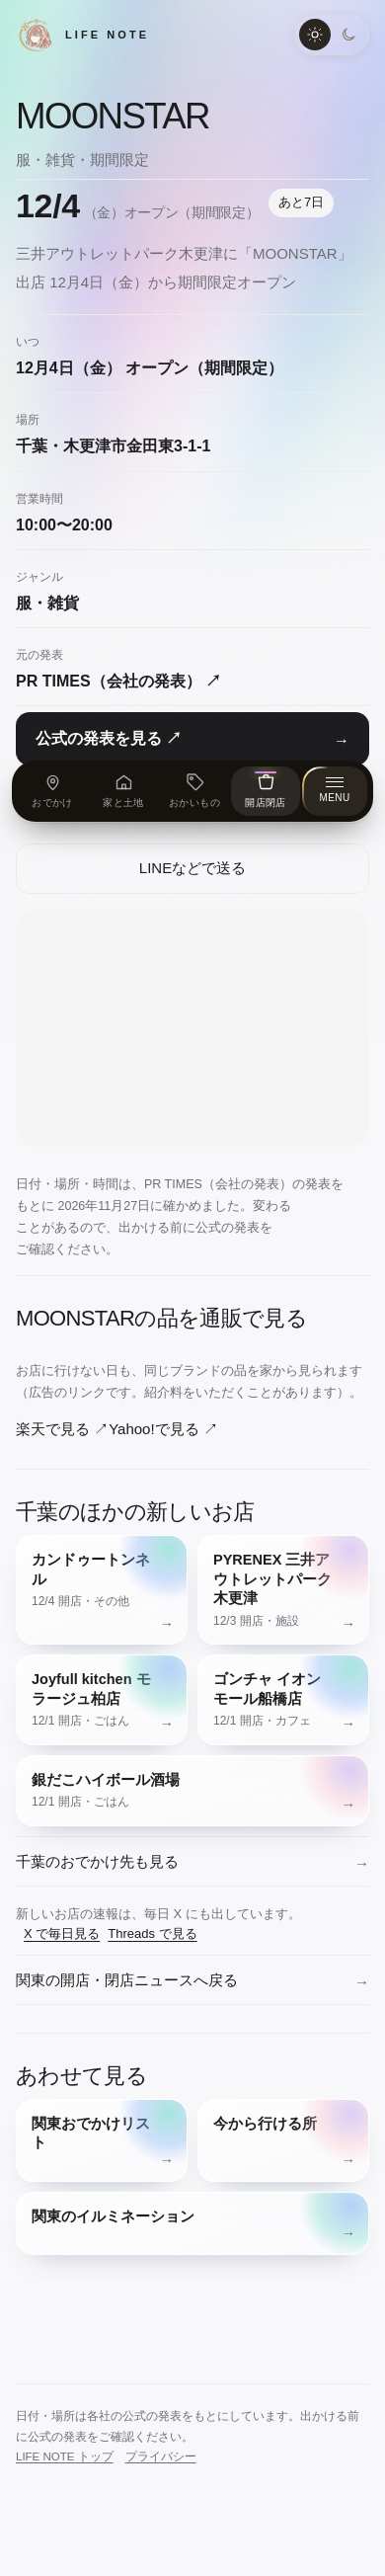 LIFE NOTE
MOONSTAR
服・雑貨・期間限定
12/4 （金）オープン（期間限定） あと7日
三井アウトレットパーク木更津に「MOONSTAR」
出店 12月4日（金）から期間限定オープン
いつ
12月4日（金） オープン（期間限定）
場所
千葉・木更津市金田東3-1-1
営業時間
10:00〜20:00
ジャンル
服・雑貨
元の発表
PR TIMES（会社の発表） ↗
公式の発表を見る ↗ →
おでかけ 家と土地 おかいもの 開店閉店 MENU
LINEなどで送る
日付・場所・時間は、PR TIMES（会社の発表）の発表を
もとに 2026年11月27日に確かめました。変わる
ことがあるので、出かける前に公式の発表を
ご確認ください。
MOONSTARの品を通販で見る
お店に行けない日も、同じブランドの品を家から見られます
（広告のリンクです。紹介料をいただくことがあります）。
楽天で見る ↗Yahoo!で見る ↗
千葉のほかの新しいお店
カンドゥートンネ
ル
12/4 開店・その他
→
PYRENEX 三井ア
ウトレットパーク
木更津
12/3 開店・施設
→
Joyfull kitchen モ
ラージュ柏店
12/1 開店・ごはん
→
ゴンチャ イオン
モール船橋店
12/1 開店・カフェ
→
銀だこハイボール酒場
12/1 開店・ごはん
→
千葉のおでかけ先も見る →
新しいお店の速報は、毎日 X にも出しています。
X で毎日見る Threads で見る
関東の開店・閉店ニュースへ戻る →
あわせて見る
関東おでかけリス
ト
→
今から行ける所
→
関東のイルミネーション
→
日付・場所は各社の公式の発表をもとにしています。出かける前
に公式の発表をご確認ください。
LIFE NOTE トップ プライバシー